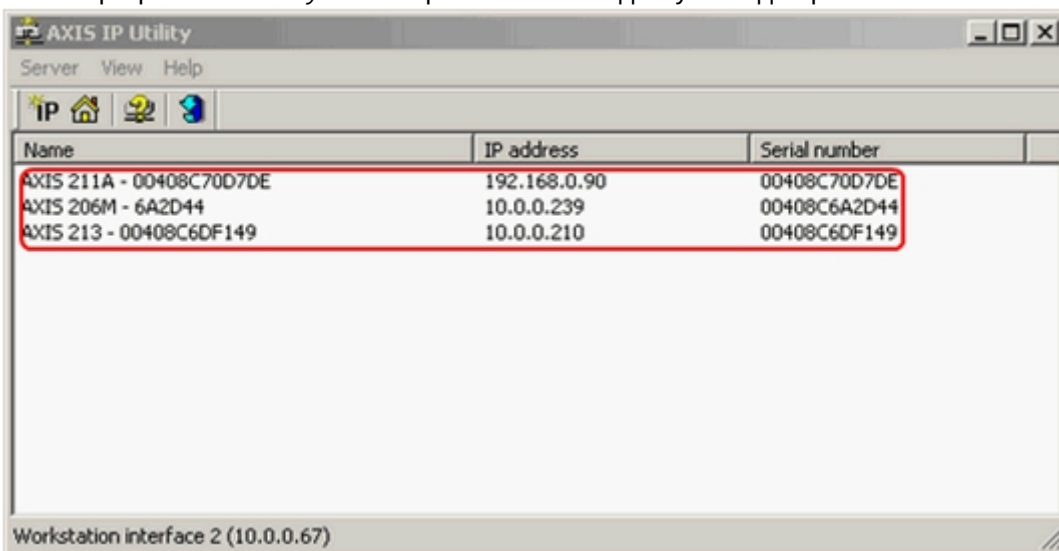 AXIS IP Utility
Server View Help
IP
Name IP address Serial number
AXIS 211A - 00408C70D7DE 192.168.0.90 00408C70D7DE
AXIS 206M - 6A2D44 10.0.0.239 00408C6A2D44
AXIS 213 - 00408C6DF149 10.0.0.210 00408C6DF149
Workstation interface 2 (10.0.0.67)